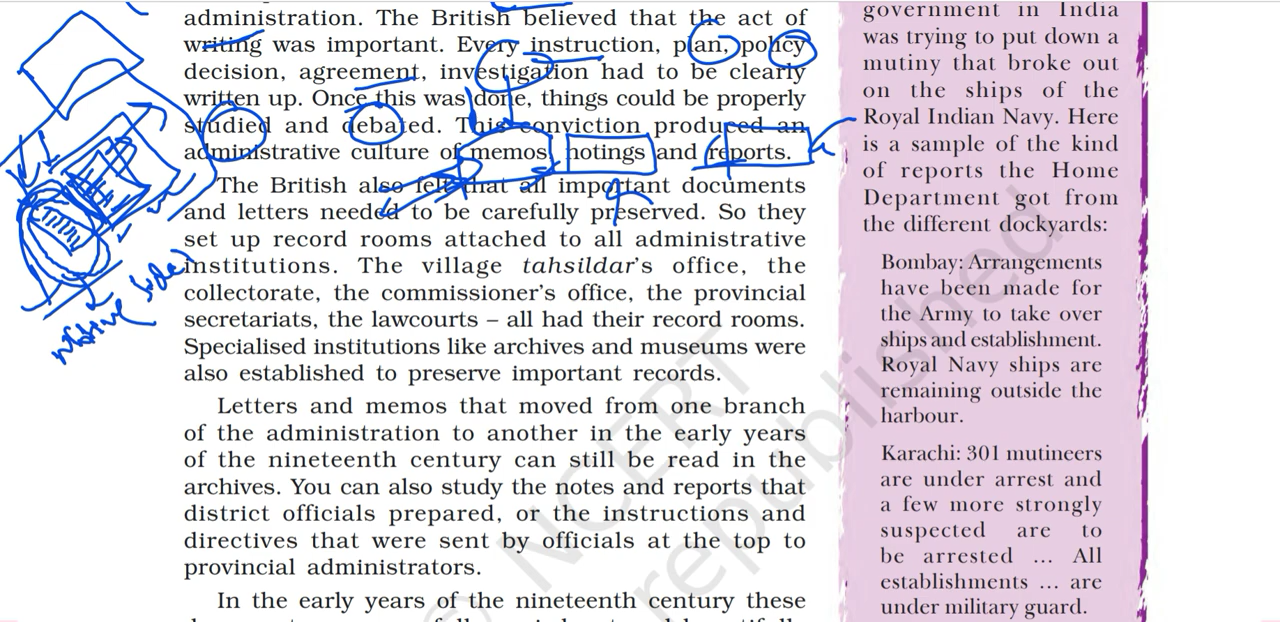 administration. The British believed that the act of
writing was important. Every instruction, plan, policy
decision, agreement, investigation had to be clearly
written up. Once this was done, things could be properly
studied and debated. This conviction produced an
administrative culture of memos, notings and reports.
The British also felt that all important documents
and letters needed to be carefully preserved. So they
set up record rooms attached to all administrative
institutions. The village tahsildar's office, the
collectorate, the commissioner's office, the provincial
secretariats, the lawcourts – all had their record rooms.
Specialised institutions like archives and museums were
also established to preserve important records.
Letters and memos that moved from one branch
of the administration to another in the early years
of the nineteenth century can still be read in the
archives. You can also study the notes and reports that
district officials prepared, or the instructions and
directives that were sent by officials at the top to
provincial administrators.
In the early years of the nineteenth century these
government in India
was trying to put down a
mutiny that broke out
on the ships of the
Royal Indian Navy. Here
is a sample of the kind
of reports the Home
Department got from
the different dockyards:
Bombay: Arrangements
have been made for
the Army to take over
ships and establishment.
Royal Navy ships are
remaining outside the
harbour.
Karachi: 301 mutineers
are under arrest and
a few more strongly
suspected are to
be arrested ... All
establishments ... are
under military guard.
© NCERT
republished